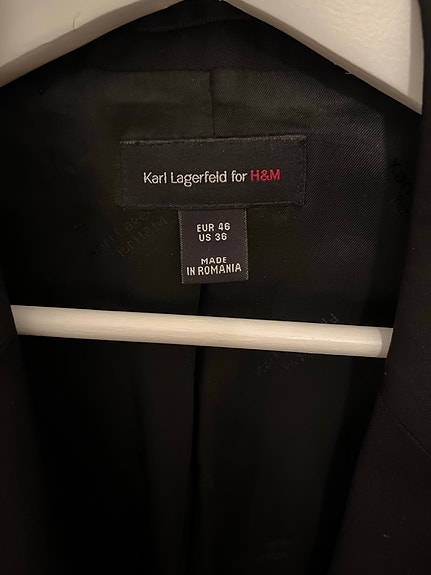 Karl Lagerfeld for H&M
EUR 46
US 36
MADE
IN ROMANIA